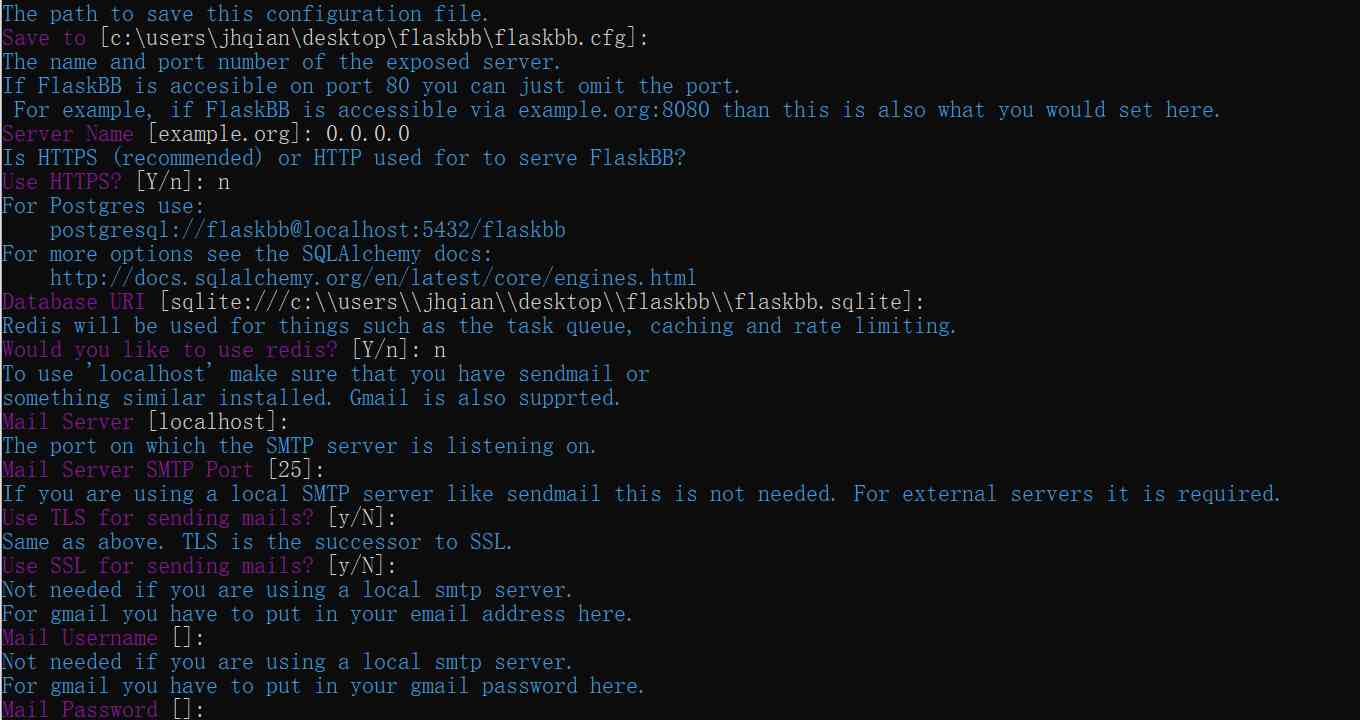 The path to save this configuration file.
Save to [c:\users\jhqian\desktop\flaskbb\flaskbb.cfg]:
The name and port number of the exposed server.
If FlaskBB is accesible on port 80 you can just omit the port.
 For example, if FlaskBB is accessible via example.org:8080 than this is also what you would set here.
Server Name [example.org]: 0.0.0.0
Is HTTPS (recommended) or HTTP used for to serve FlaskBB?
Use HTTPS? [Y/n]: n
For Postgres use:
    postgresql://flaskbb@localhost:5432/flaskbb
For more options see the SQLAlchemy docs:
    http://docs.sqlalchemy.org/en/latest/core/engines.html
Database URI [sqlite:///c:\\users\\jhqian\\desktop\\flaskbb\\flaskbb.sqlite]:
Redis will be used for things such as the task queue, caching and rate limiting.
Would you like to use redis? [Y/n]: n
To use 'localhost' make sure that you have sendmail or
something similar installed. Gmail is also supprted.
Mail Server [localhost]:
The port on which the SMTP server is listening on.
Mail Server SMTP Port [25]:
If you are using a local SMTP server like sendmail this is not needed. For external servers it is required.
Use TLS for sending mails? [y/N]:
Same as above. TLS is the successor to SSL.
Use SSL for sending mails? [y/N]:
Not needed if you are using a local smtp server.
For gmail you have to put in your email address here.
Mail Username []:
Not needed if you are using a local smtp server.
For gmail you have to put in your gmail password here.
Mail Password []: